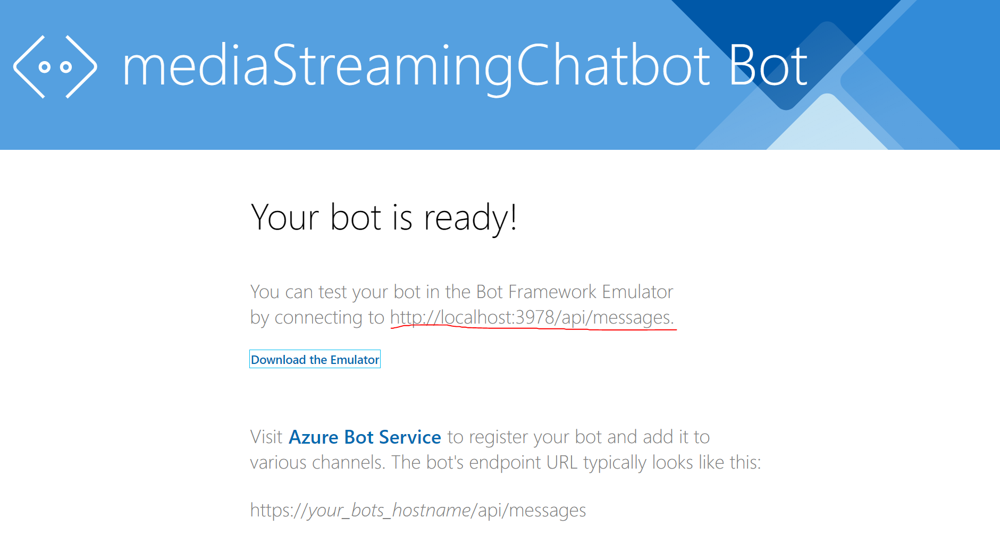 mediaStreamingChatbot Bot
Your bot is ready!
You can test your bot in the Bot Framework Emulator
by connecting to http://localhost:3978/api/messages.
Download the Emulator
Visit Azure Bot Service to register your bot and add it to
various channels. The bot's endpoint URL typically looks like this:
https://your_bots_hostname/api/messages